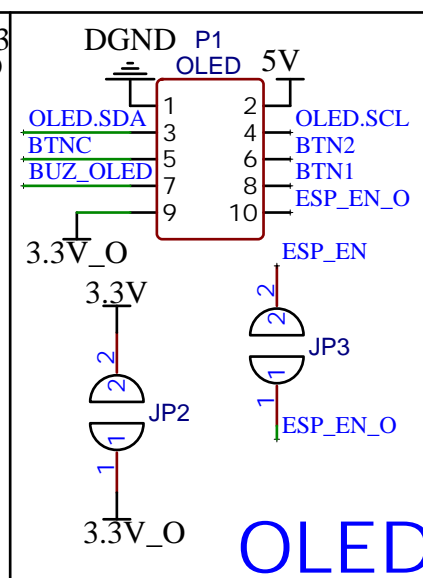 3
DGND P1
OLED 5V
1 2
OLED.SDA 3 4 OLED.SCL
BTNC 5 6 BTN2
BUZ_OLED 7 8 BTN1
9 10 ESP_EN_O
3.3V_O
ESP_EN
3.3V
2
2
JP3
1
1
ESP_EN_O
2
2
JP2
1
1
3.3V_O
OLED